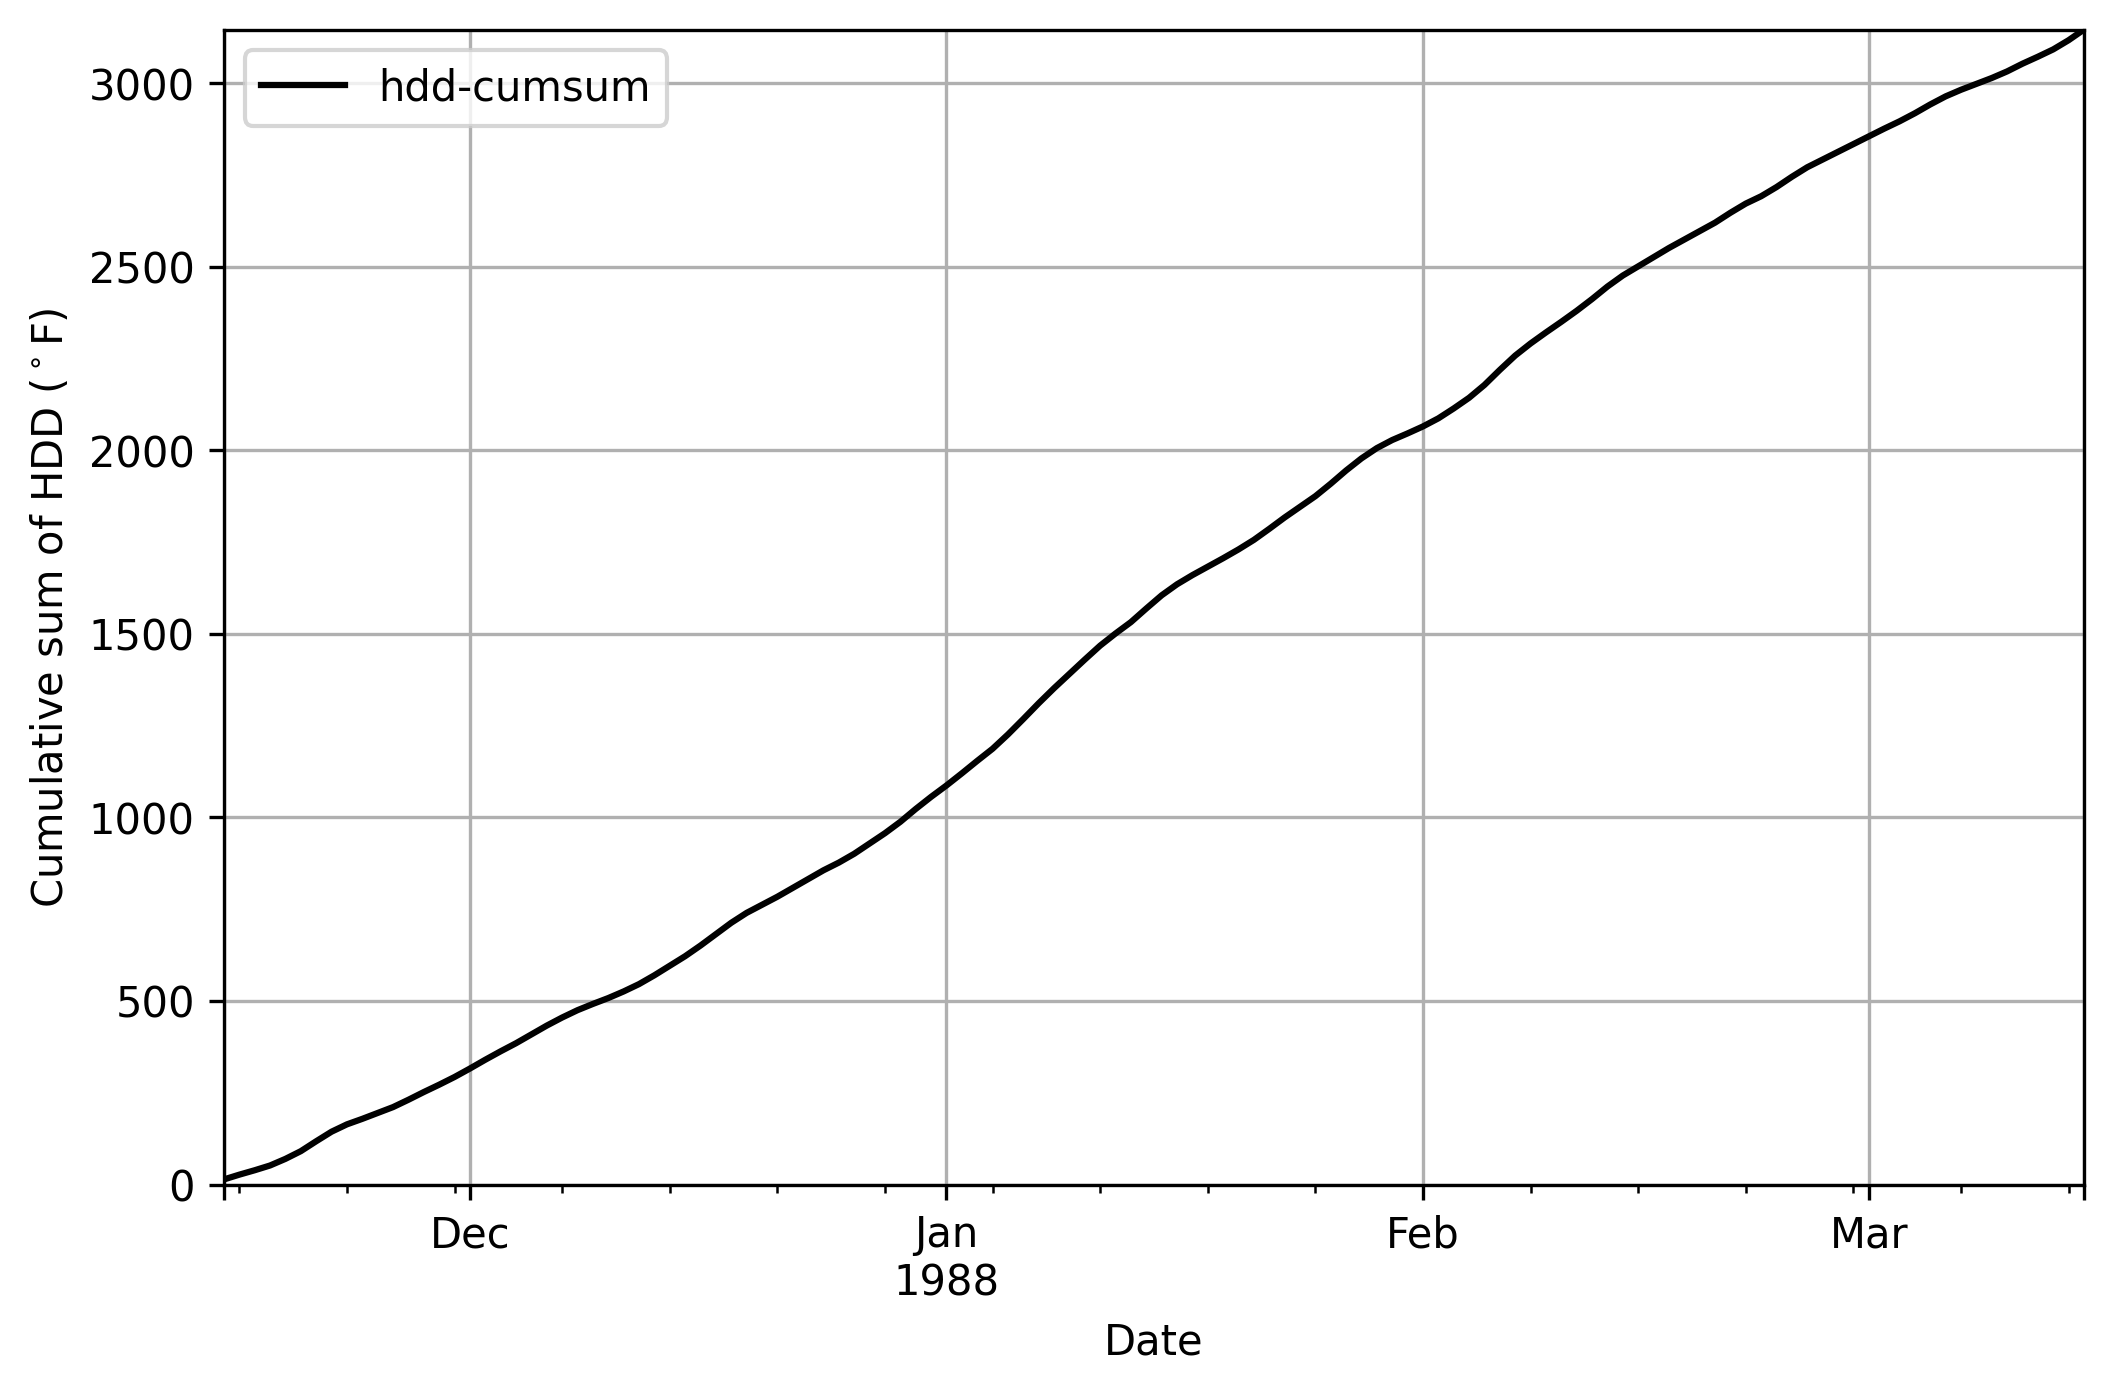 hdd-cumsum
3000
2500
2000
1500
1000
500
0
Cumulative sum of HDD (°F)
Dec
Jan
Feb
Mar
1988
Date